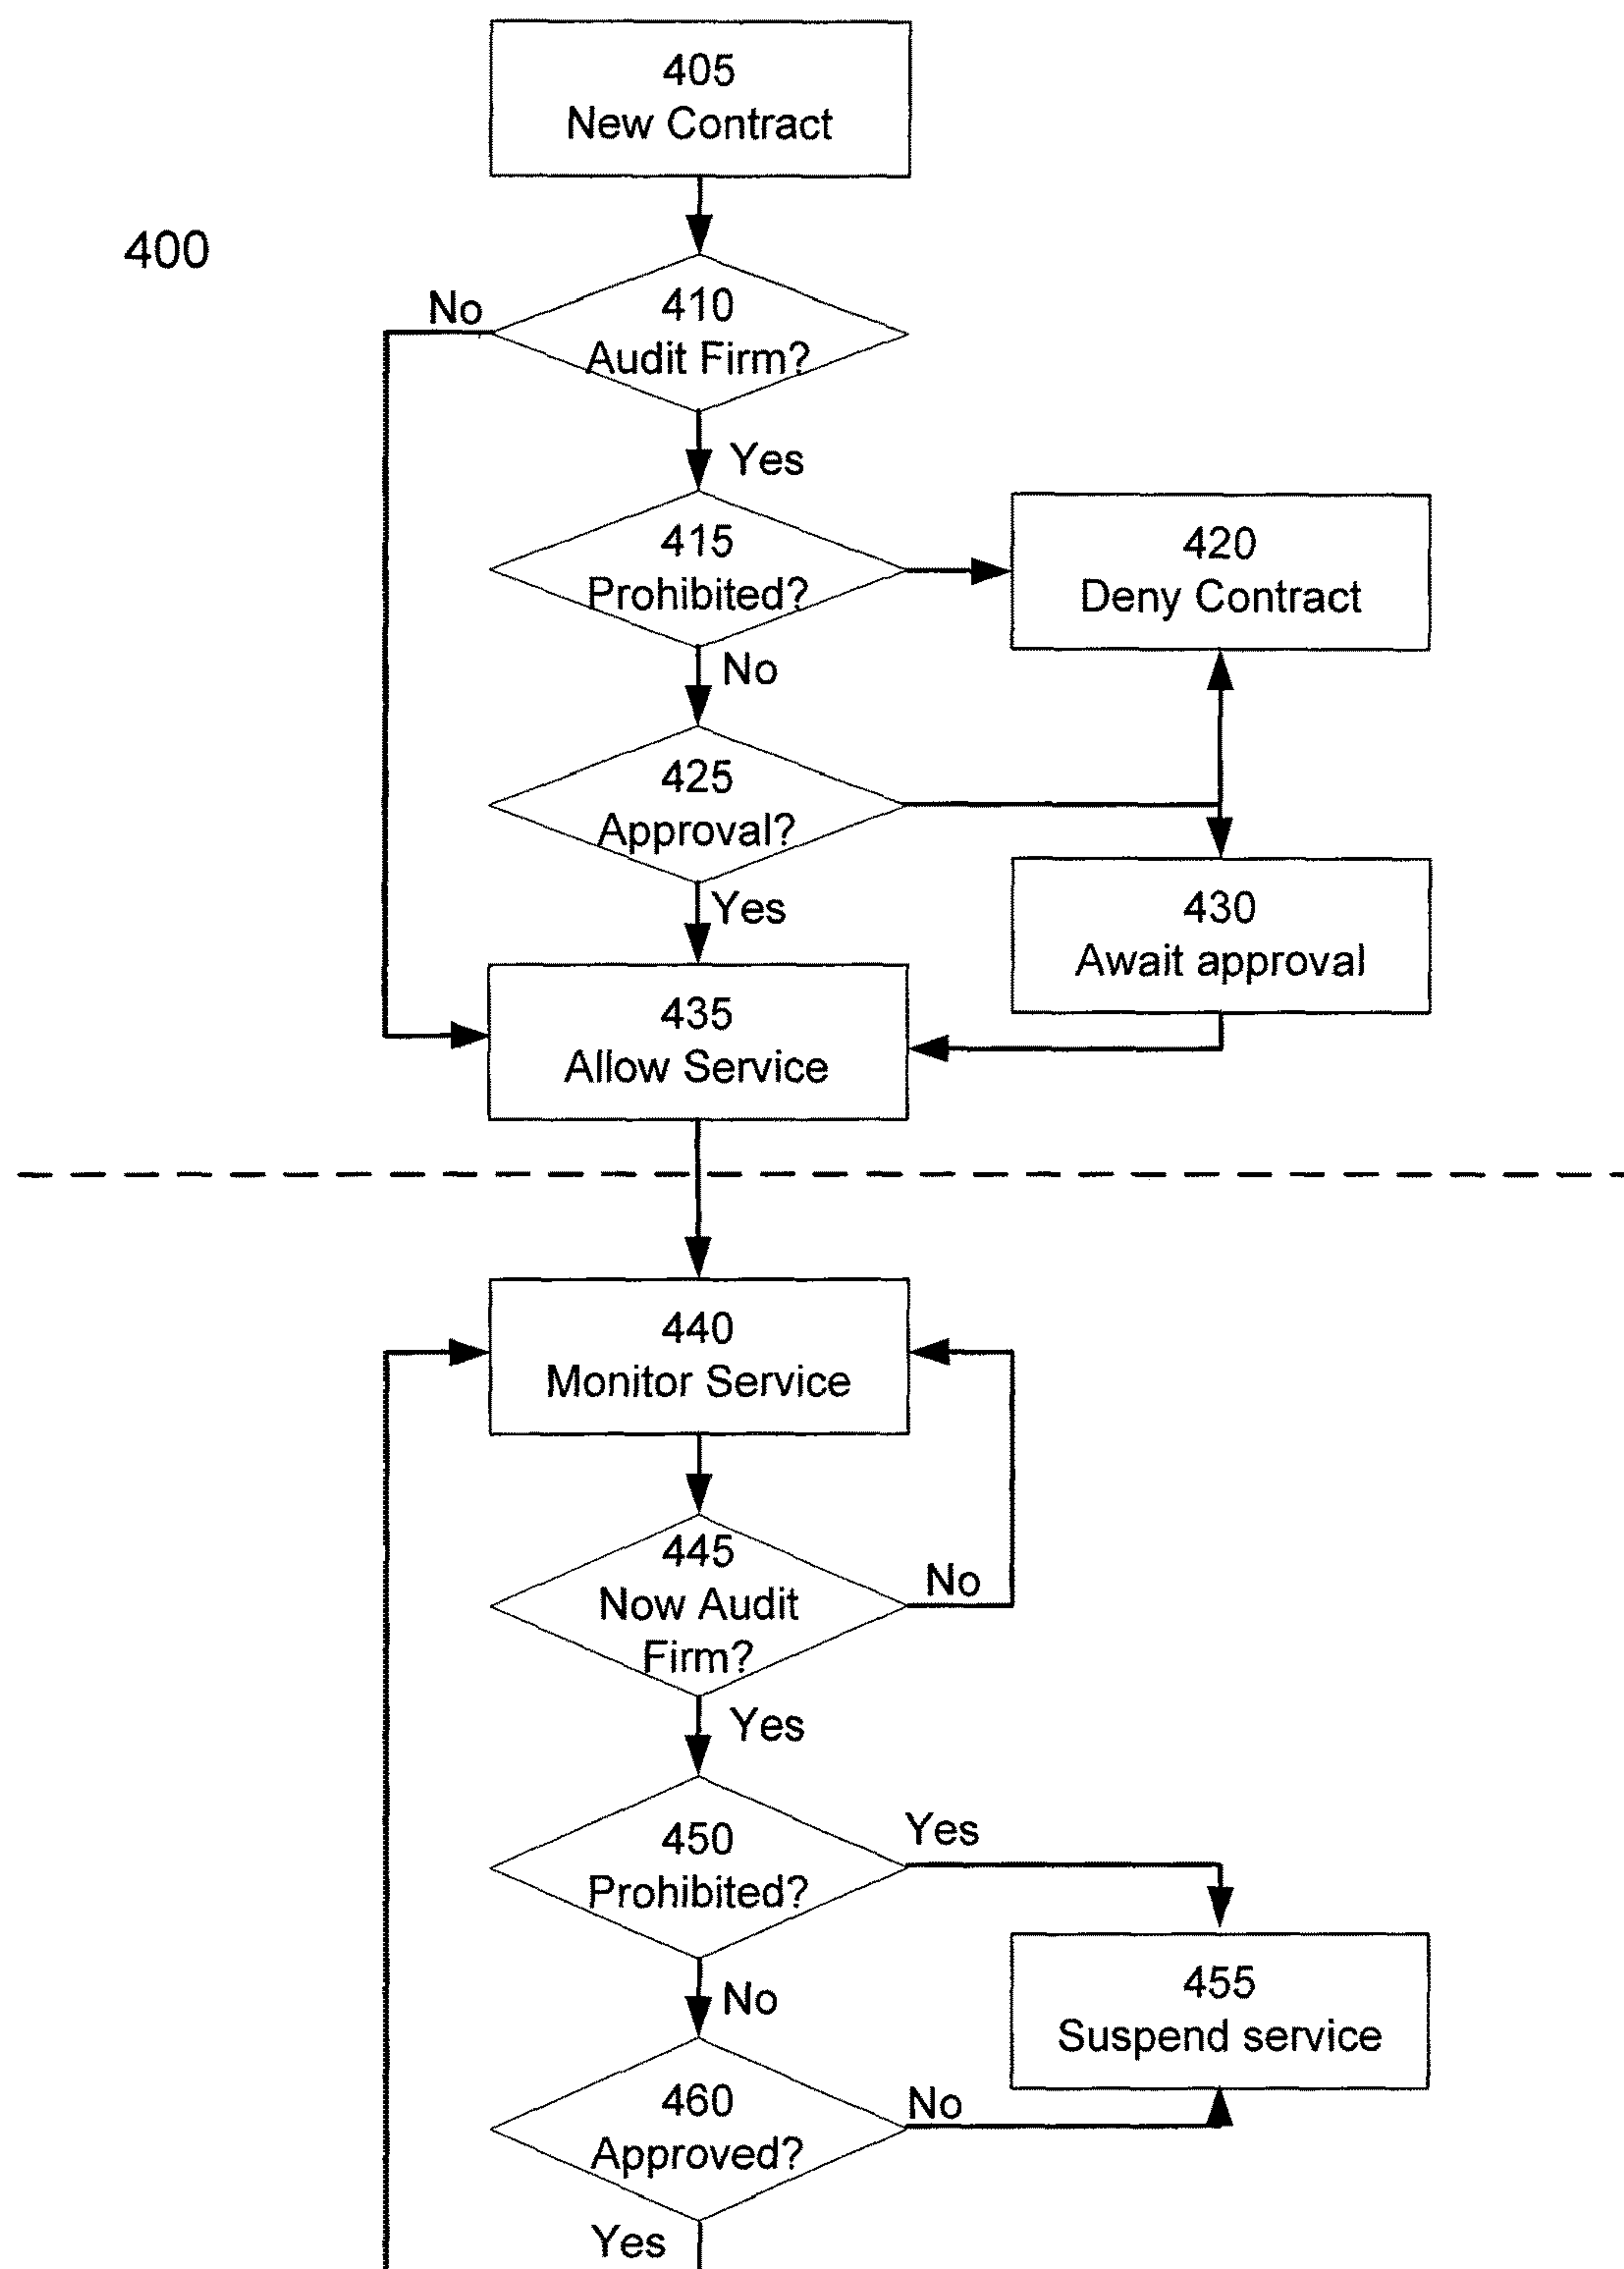 405
New Contract
400
No
410
Audit Firm?
Yes
415
Prohibited?
420
Deny Contract
No
425
Approval?
Yes
430
Await approval
435
Allow Service
440
Monitor Service
445
Now Audit
Firm?
No
Yes
450
Prohibited?
Yes
No
455
Suspend service
460
Approved?
No
Yes